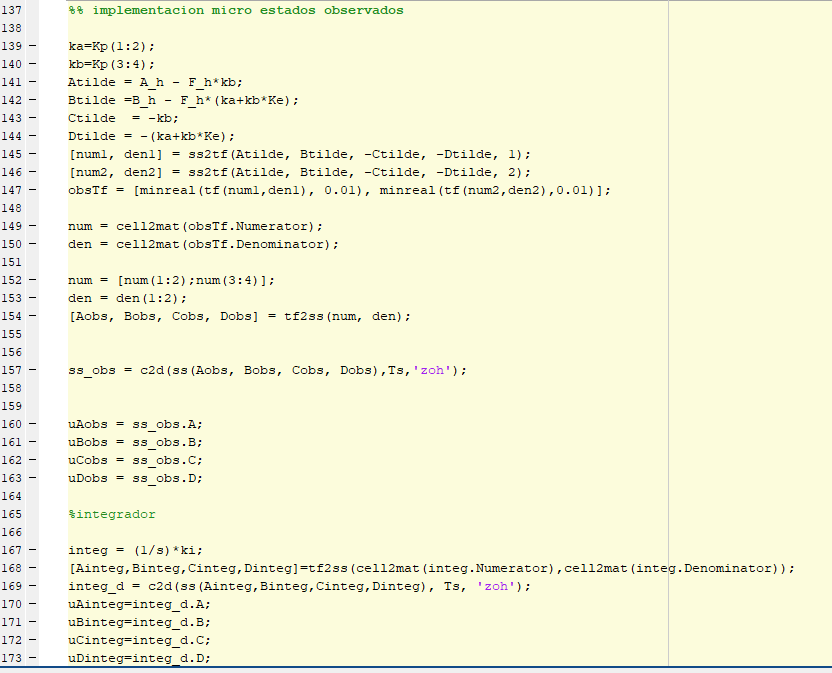 137 %% implementacion micro estados observados
138
139 – ka=Kp(1:2);
140 – kb=Kp(3:4);
141 – Atilde = A_h - F_h*kb;
142 – Btilde =B_h - F_h*(ka+kb*Ke);
143 – Ctilde  = -kb;
144 – Dtilde = -(ka+kb*Ke);
145 – [num1, den1] = ss2tf(Atilde, Btilde, -Ctilde, -Dtilde, 1);
146 – [num2, den2] = ss2tf(Atilde, Btilde, -Ctilde, -Dtilde, 2);
147 – obsTf = [minreal(tf(num1,den1), 0.01), minreal(tf(num2,den2),0.01)];
148
149 – num = cell2mat(obsTf.Numerator);
150 – den = cell2mat(obsTf.Denominator);
151
152 – num = [num(1:2);num(3:4)];
153 – den = den(1:2);
154 – [Aobs, Bobs, Cobs, Dobs] = tf2ss(num, den);
155
156
157 – ss_obs = c2d(ss(Aobs, Bobs, Cobs, Dobs),Ts,'zoh');
158
159
160 – uAobs = ss_obs.A;
161 – uBobs = ss_obs.B;
162 – uCobs = ss_obs.C;
163 – uDobs = ss_obs.D;
164
165 %integrador
166
167 – integ = (1/s)*ki;
168 – [Ainteg,Binteg,Cinteg,Dinteg]=tf2ss(cell2mat(integ.Numerator),cell2mat(integ.Denominator));
169 – integ_d = c2d(ss(Ainteg,Binteg,Cinteg,Dinteg), Ts, 'zoh');
170 – uAinteg=integ_d.A;
171 – uBinteg=integ_d.B;
172 – uCinteg=integ_d.C;
173 – uDinteg=integ_d.D;